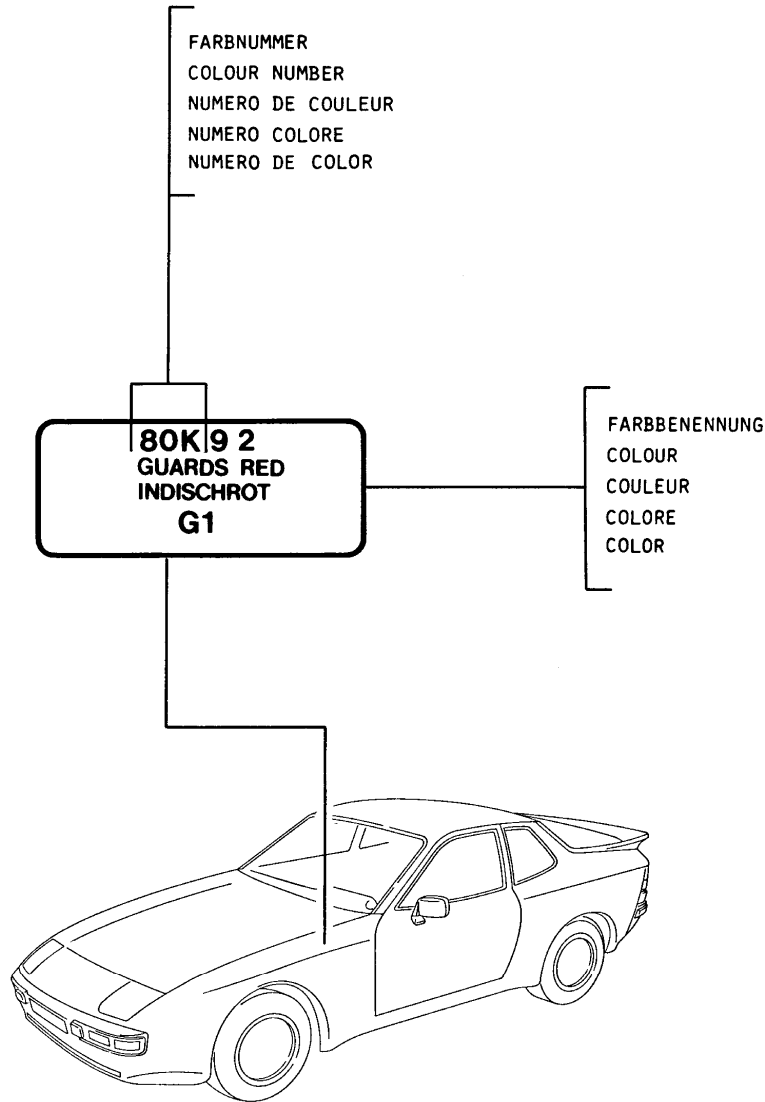 FARBNUMMER
COLOUR NUMBER
NUMERO DE COULEUR
NUMERO COLORE
NUMERO DE COLOR
80K 9 2
GUARDS RED
INDISCHROT
G1
FARBBENENNUNG
COLOUR
COULEUR
COLORE
COLOR